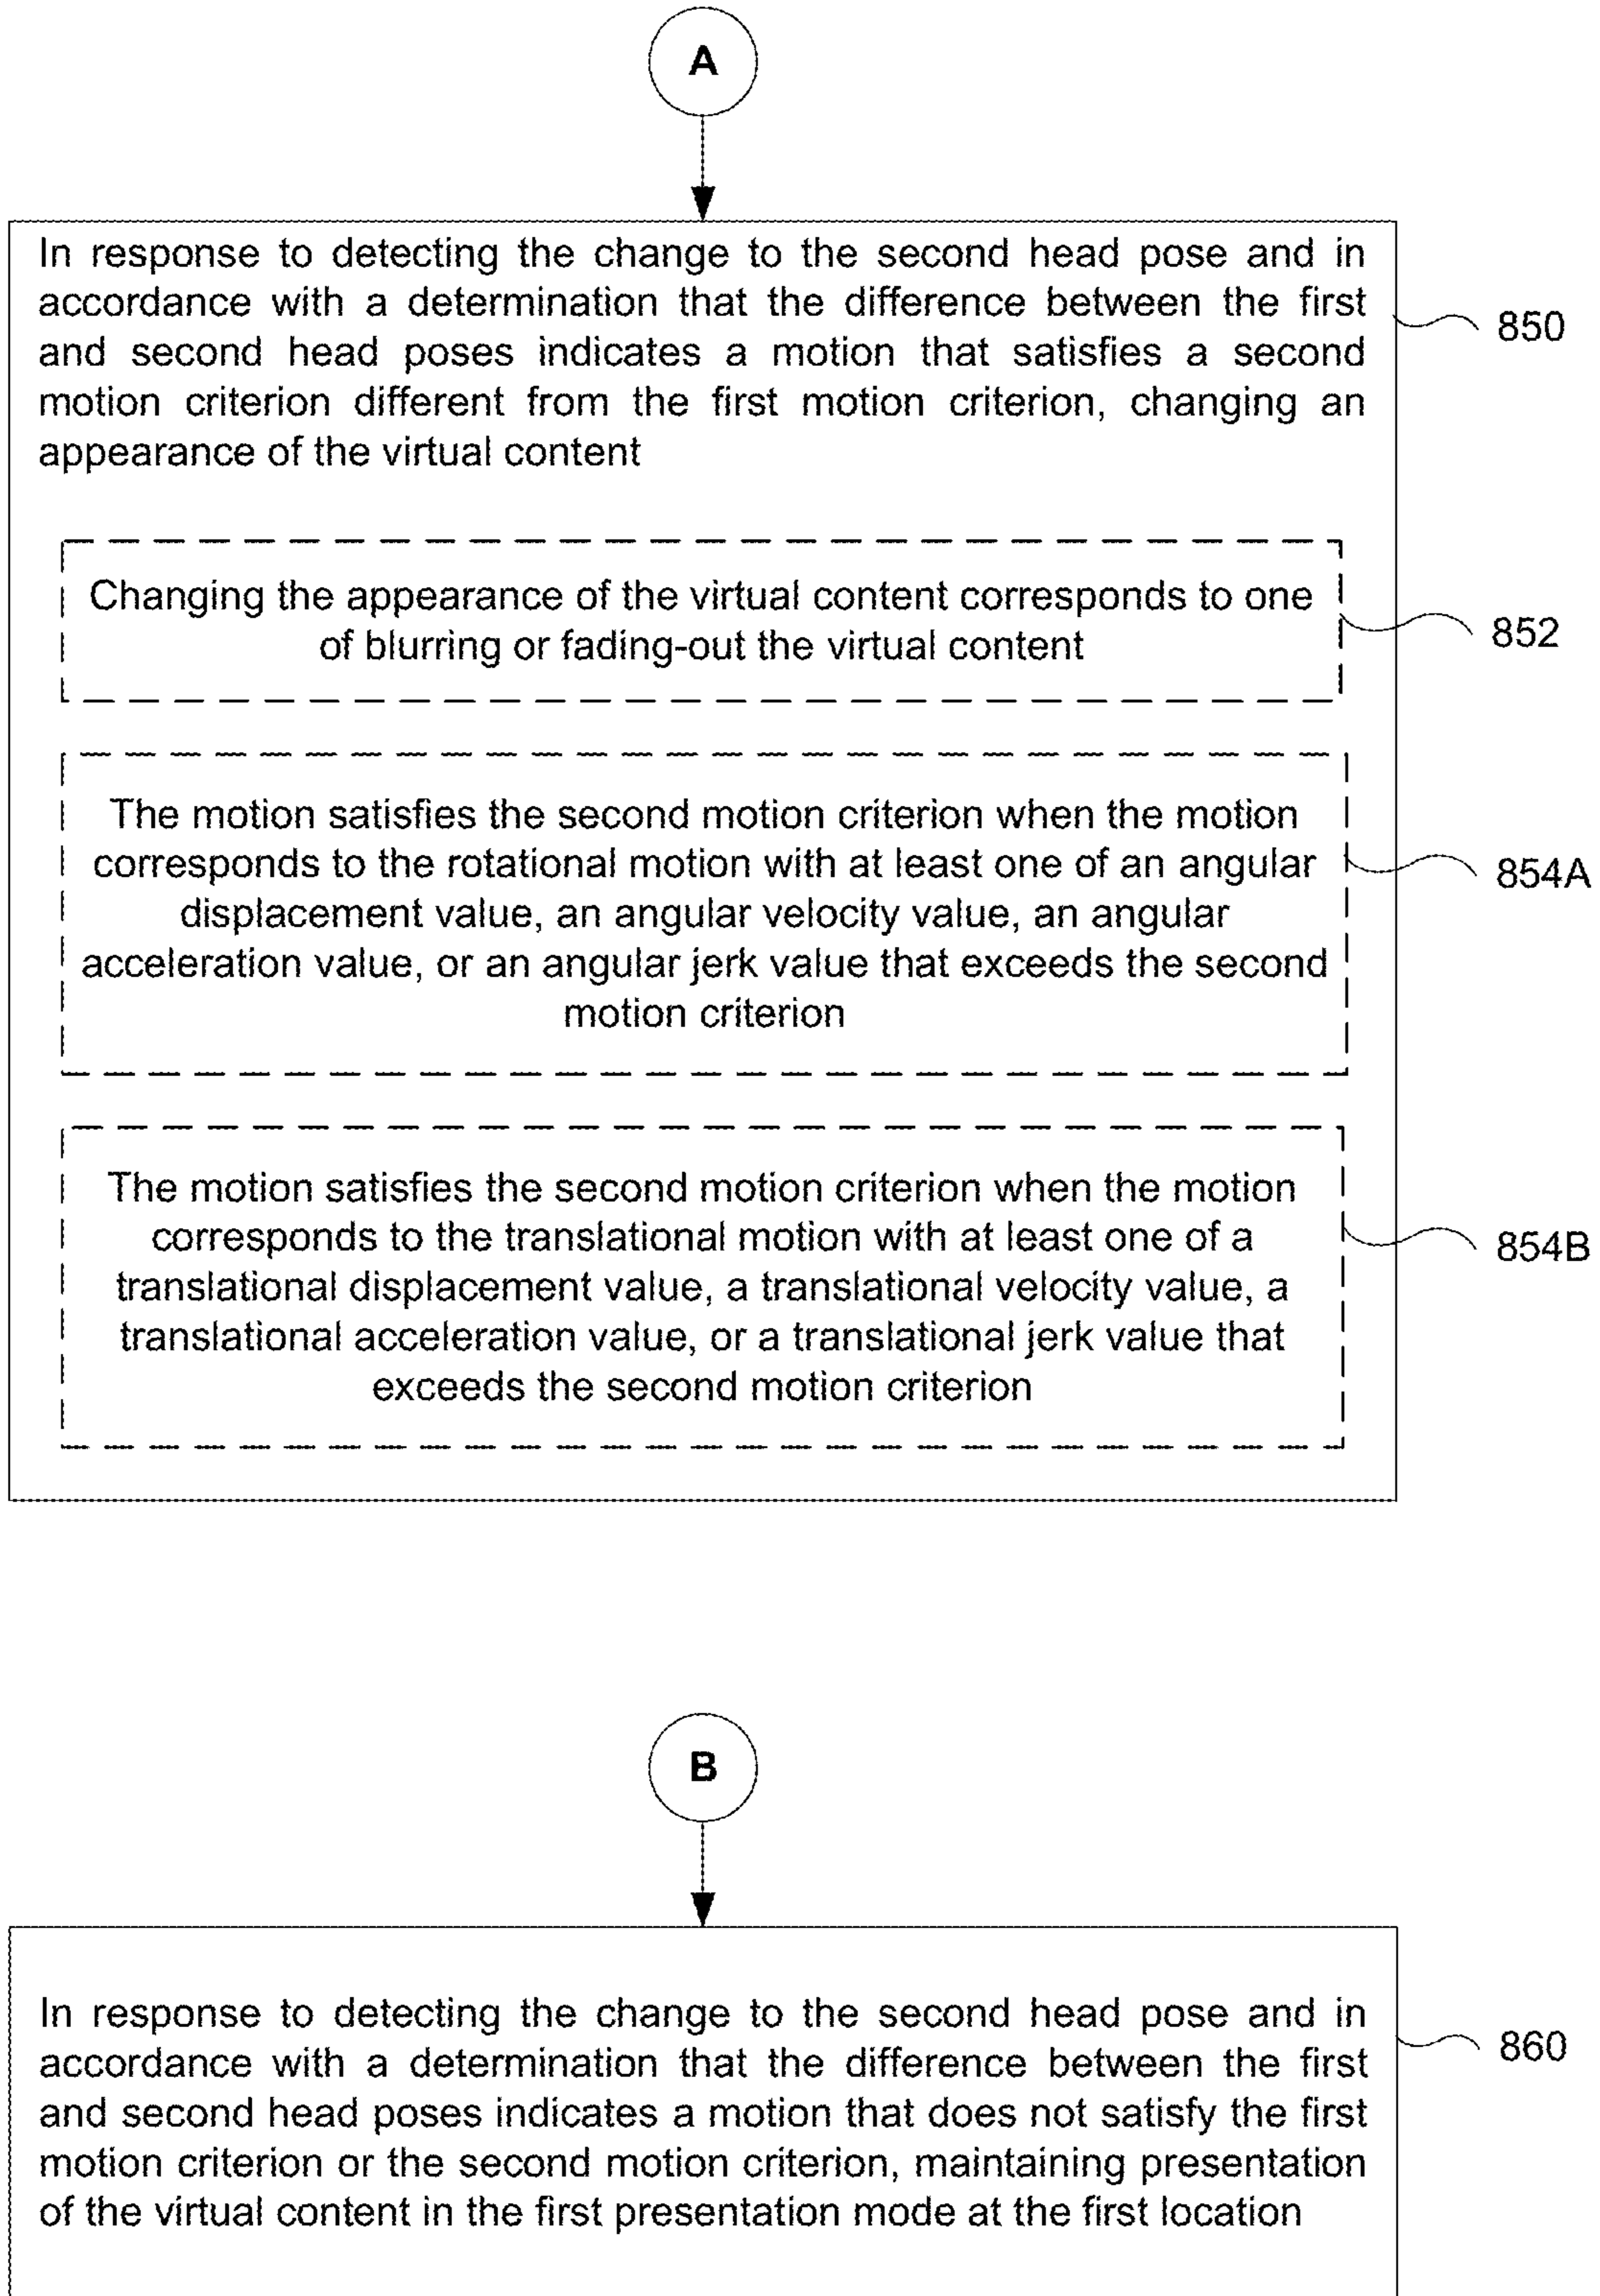 A
In response to detecting the change to the second head pose and in
accordance with a determination that the difference between the first
and second head poses indicates a motion that satisfies a second
motion criterion different from the first motion criterion, changing an
appearance of the virtual content
850
Changing the appearance of the virtual content corresponds to one
of blurring or fading-out the virtual content
852
The motion satisfies the second motion criterion when the motion
corresponds to the rotational motion with at least one of an angular
displacement value, an angular velocity value, an angular
acceleration value, or an angular jerk value that exceeds the second
motion criterion
854A
The motion satisfies the second motion criterion when the motion
corresponds to the translational motion with at least one of a
translational displacement value, a translational velocity value, a
translational acceleration value, or a translational jerk value that
exceeds the second motion criterion
854B
B
In response to detecting the change to the second head pose and in
accordance with a determination that the difference between the first
and second head poses indicates a motion that does not satisfy the first
motion criterion or the second motion criterion, maintaining presentation
of the virtual content in the first presentation mode at the first location
860